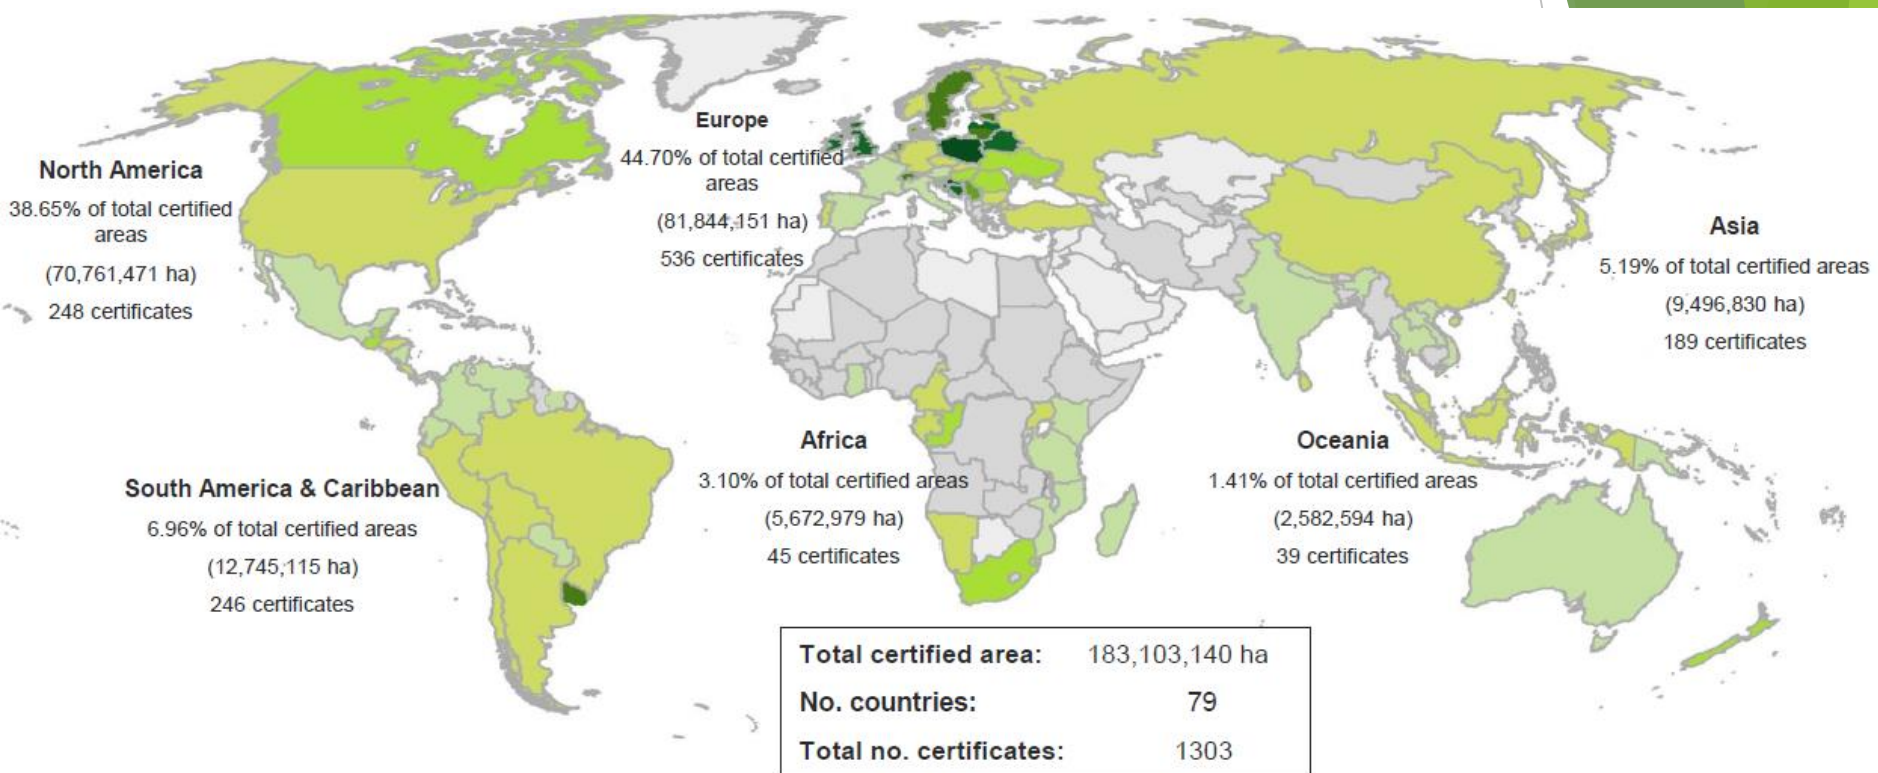 North America
38.65% of total certified
areas
(70,761,471 ha)
248 certificates
Europe
44.70% of total certified
areas
(81,844,151 ha)
536 certificates
Asia
5.19% of total certified areas
(9,496,830 ha)
189 certificates
South America & Caribbean
6.96% of total certified areas
(12,745,115 ha)
246 certificates
Africa
3.10% of total certified areas
(5,672,979 ha)
45 certificates
Oceania
1.41% of total certified areas
(2,582,594 ha)
39 certificates
Total certified area: 183,103,140 ha
No. countries: 79
Total no. certificates: 1303